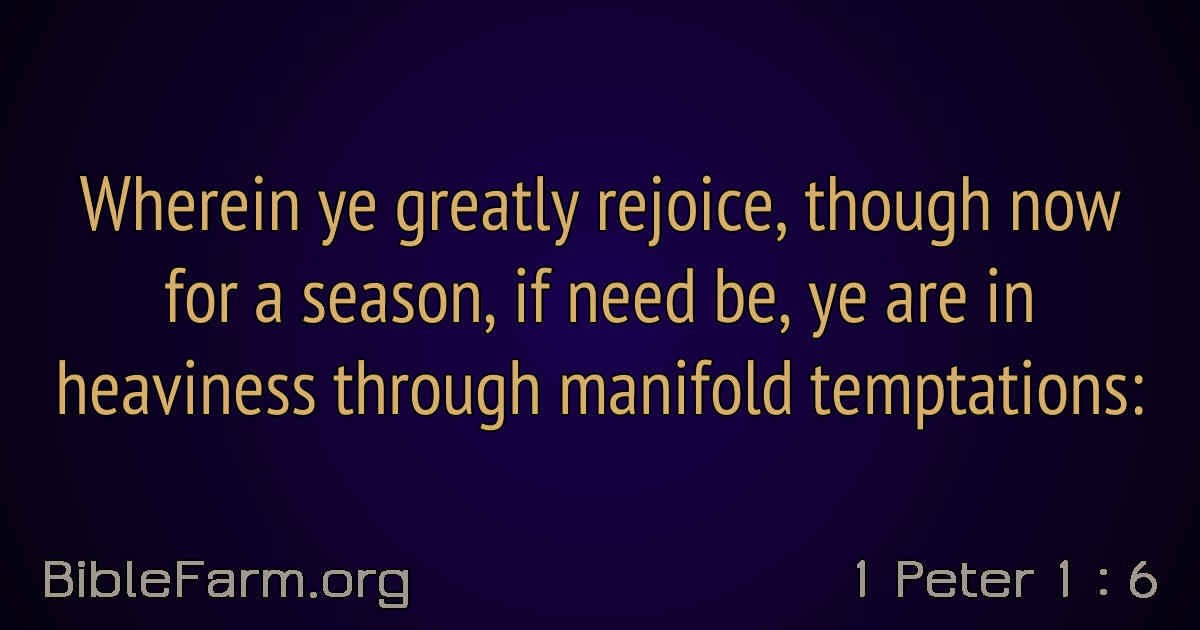 Wherein ye greatly rejoice, though now
for a season, if need be, ye are in
heaviness through manifold temptations:
BibleFarm.org
1 Peter 1 : 6